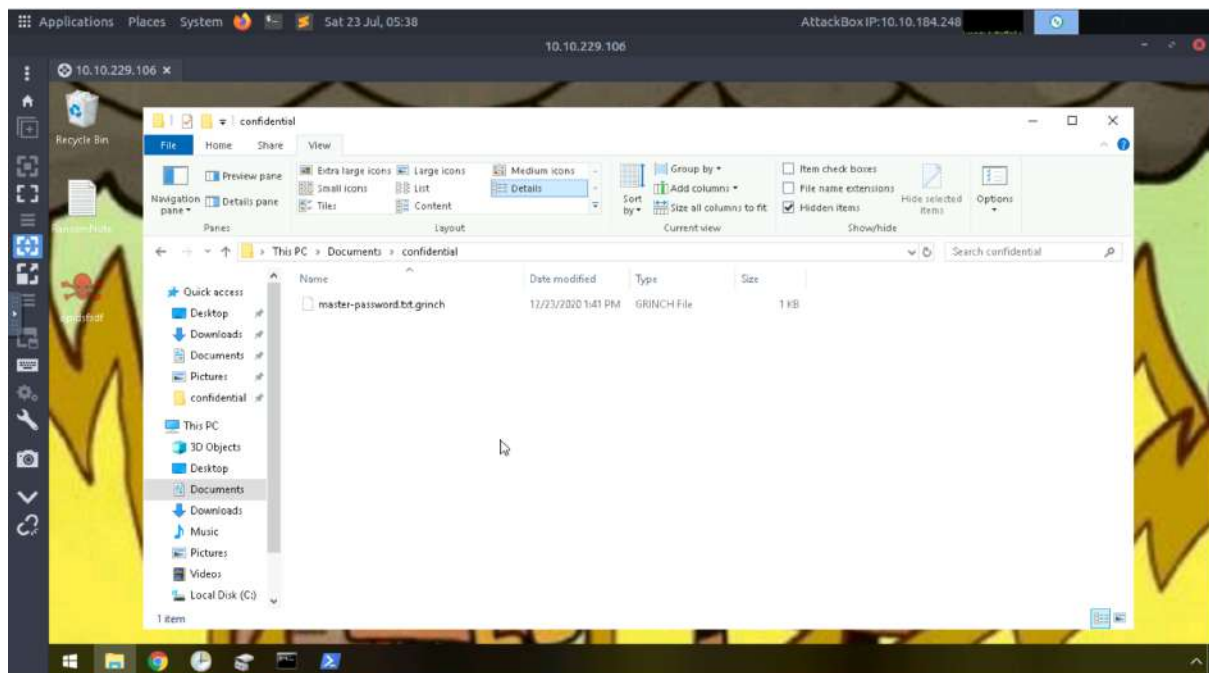 Applications Places System Sat 23 Jul, 05:38 AttackBox IP:10.10.184.248
10.10.229.106
10.10.229.106 ×
Recycle Bin
confidential
File Home Share View
Navigation pane
Preview pane
Details pane
Panes
Extra large icons Large icons Medium icons
Small icons List Details
Tiles Content
Layout
Sort by
Group by
Add columns
Size all columns to fit
Current view
Item check boxes
File name extensions
Hidden items
Hide selected items
Options
Show/hide
This PC > Documents > confidential
Search confidential
Name Date modified Type Size
master-password.txt.grinch 12/23/2020 1:41 PM GRINCH File 1 KB
Quick access
Desktop
Downloads
Documents
Pictures
confidential
This PC
3D Objects
Desktop
Documents
Downloads
Music
Pictures
Videos
Local Disk (C:)
1 item